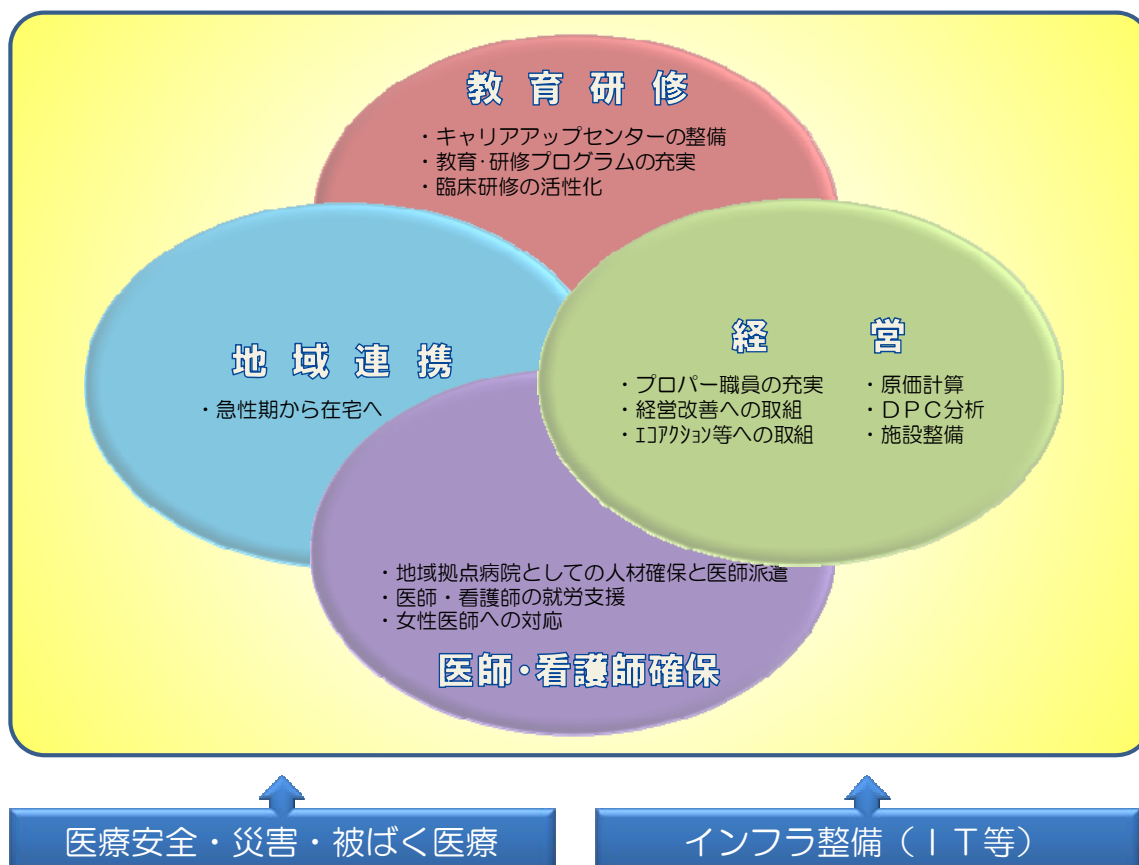 教育研修
・キャリアアップセンターの整備
・教育・研修プログラムの充実
・臨床研修の活性化
地域連携
・急性期から在宅へ
経営
・プロパー職員の充実
・経営改善への取組
・ｴｺｱｸｼｮﾝ等への取組
・原価計算
・ＤＰＣ分析
・施設整備
・地域拠点病院としての人材確保と医師派遣
・医師・看護師の就労支援
・女性医師への対応
医師・看護師確保
医療安全・災害・被ばく医療
インフラ整備（ＩＴ等）